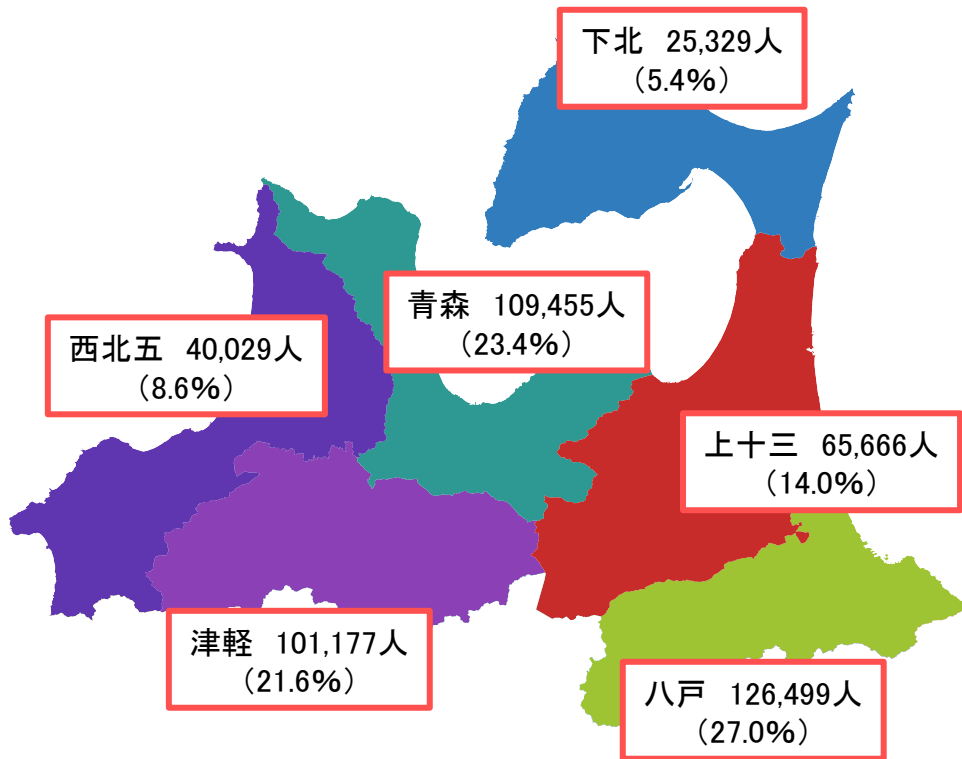 下北　25,329人
（5.4%）
青森　109,455人
（23.4%）
西北五　40,029人
（8.6%）
上十三　65,666人
（14.0%）
津軽　101,177人
（21.6%）
八戸　126,499人
（27.0%）